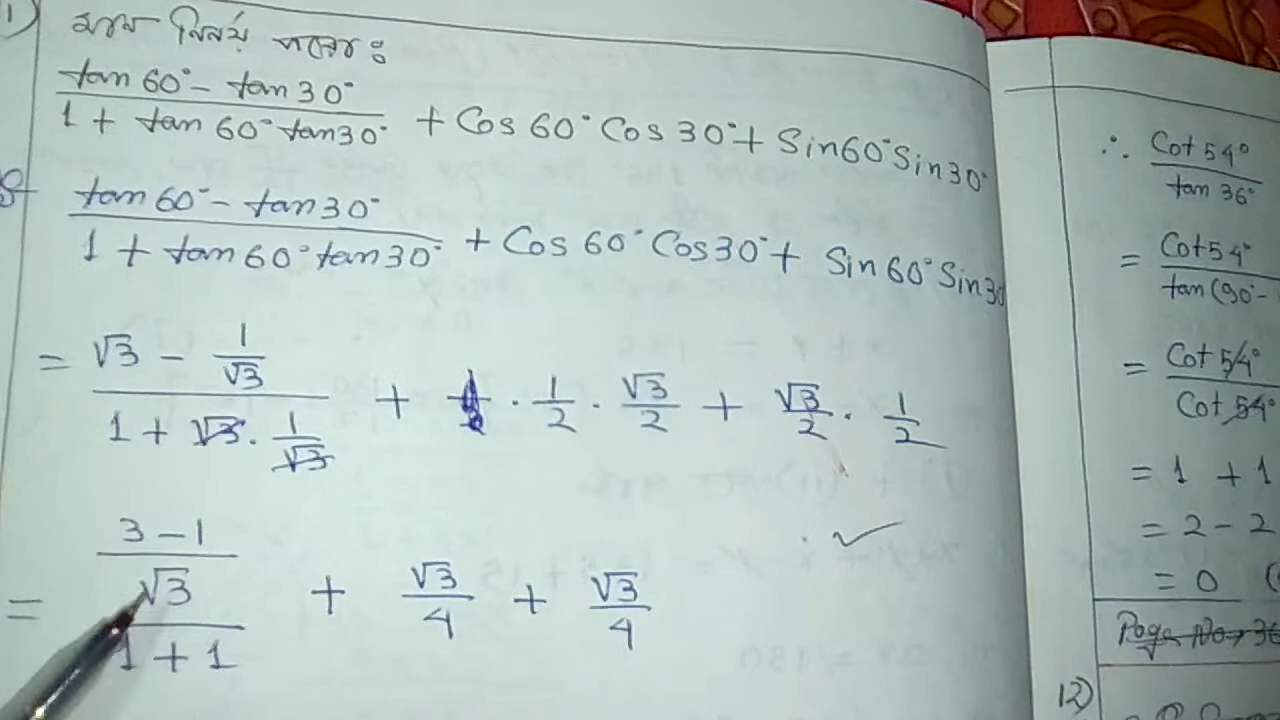 1) মান নির্ণয় করো :
(tan 60° - tan 30°)/(1 + tan 60° tan 30°) + Cos 60° Cos 30° + Sin 60° Sin 30°
(tan 60° - tan 30°)/(1 + tan 60° tan 30°) + Cos 60° Cos 30° + Sin 60° Sin 30
= (√3 - 1/√3)/(1 + √3 . 1/√3) + . 1/2 . √3/2 + √3/2 . 1/2
= ((3 - 1)/√3)/(1 + 1) + √3/4 + √3/4
∴ Cot 54°/tan 36°
= Cot 54°/tan (90° -
= Cot 54°/Cot 54°
= 1 + 1
= 2 - 2
= 0 (
Page No → 36
12)